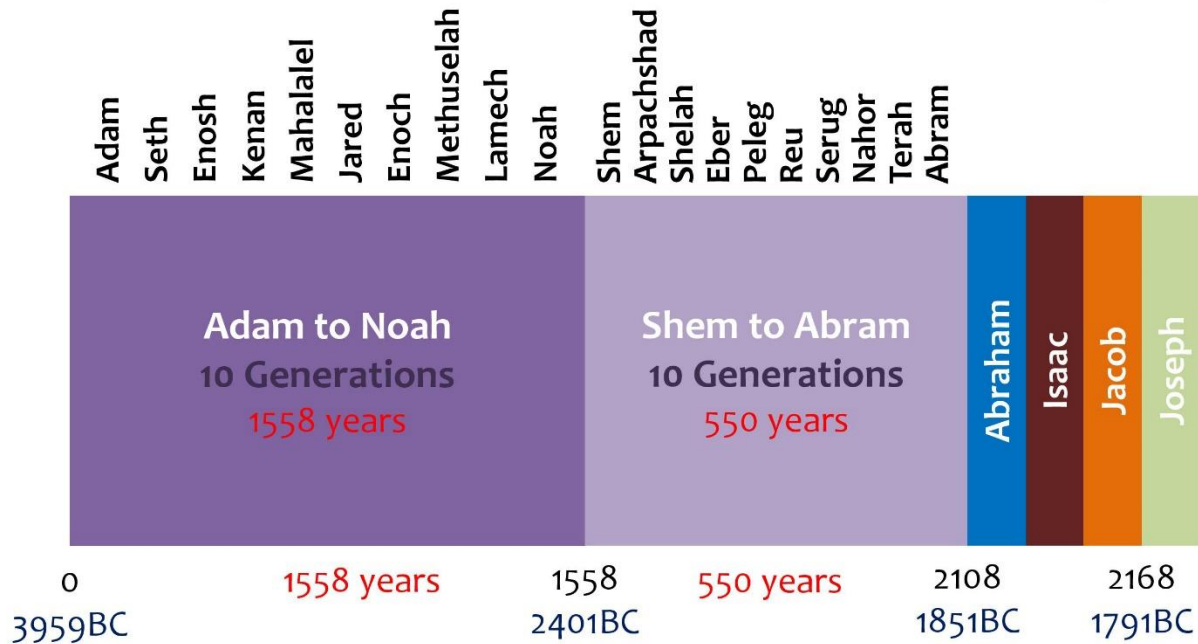 Adam
Seth
Enosh
Kenan
Mahalalel
Jared
Enoch
Methuselah
Lamech
Noah
Shem
Arpachshad
Shelah
Eber
Peleg
Reu
Serug
Nahor
Terah
Abram
Adam to Noah
10 Generations
1558 years
Shem to Abram
10 Generations
550 years
Abraham
Isaac
Jacob
Joseph
0
1558 years
1558
550 years
2108
2168
3959BC
2401BC
1851BC
1791BC